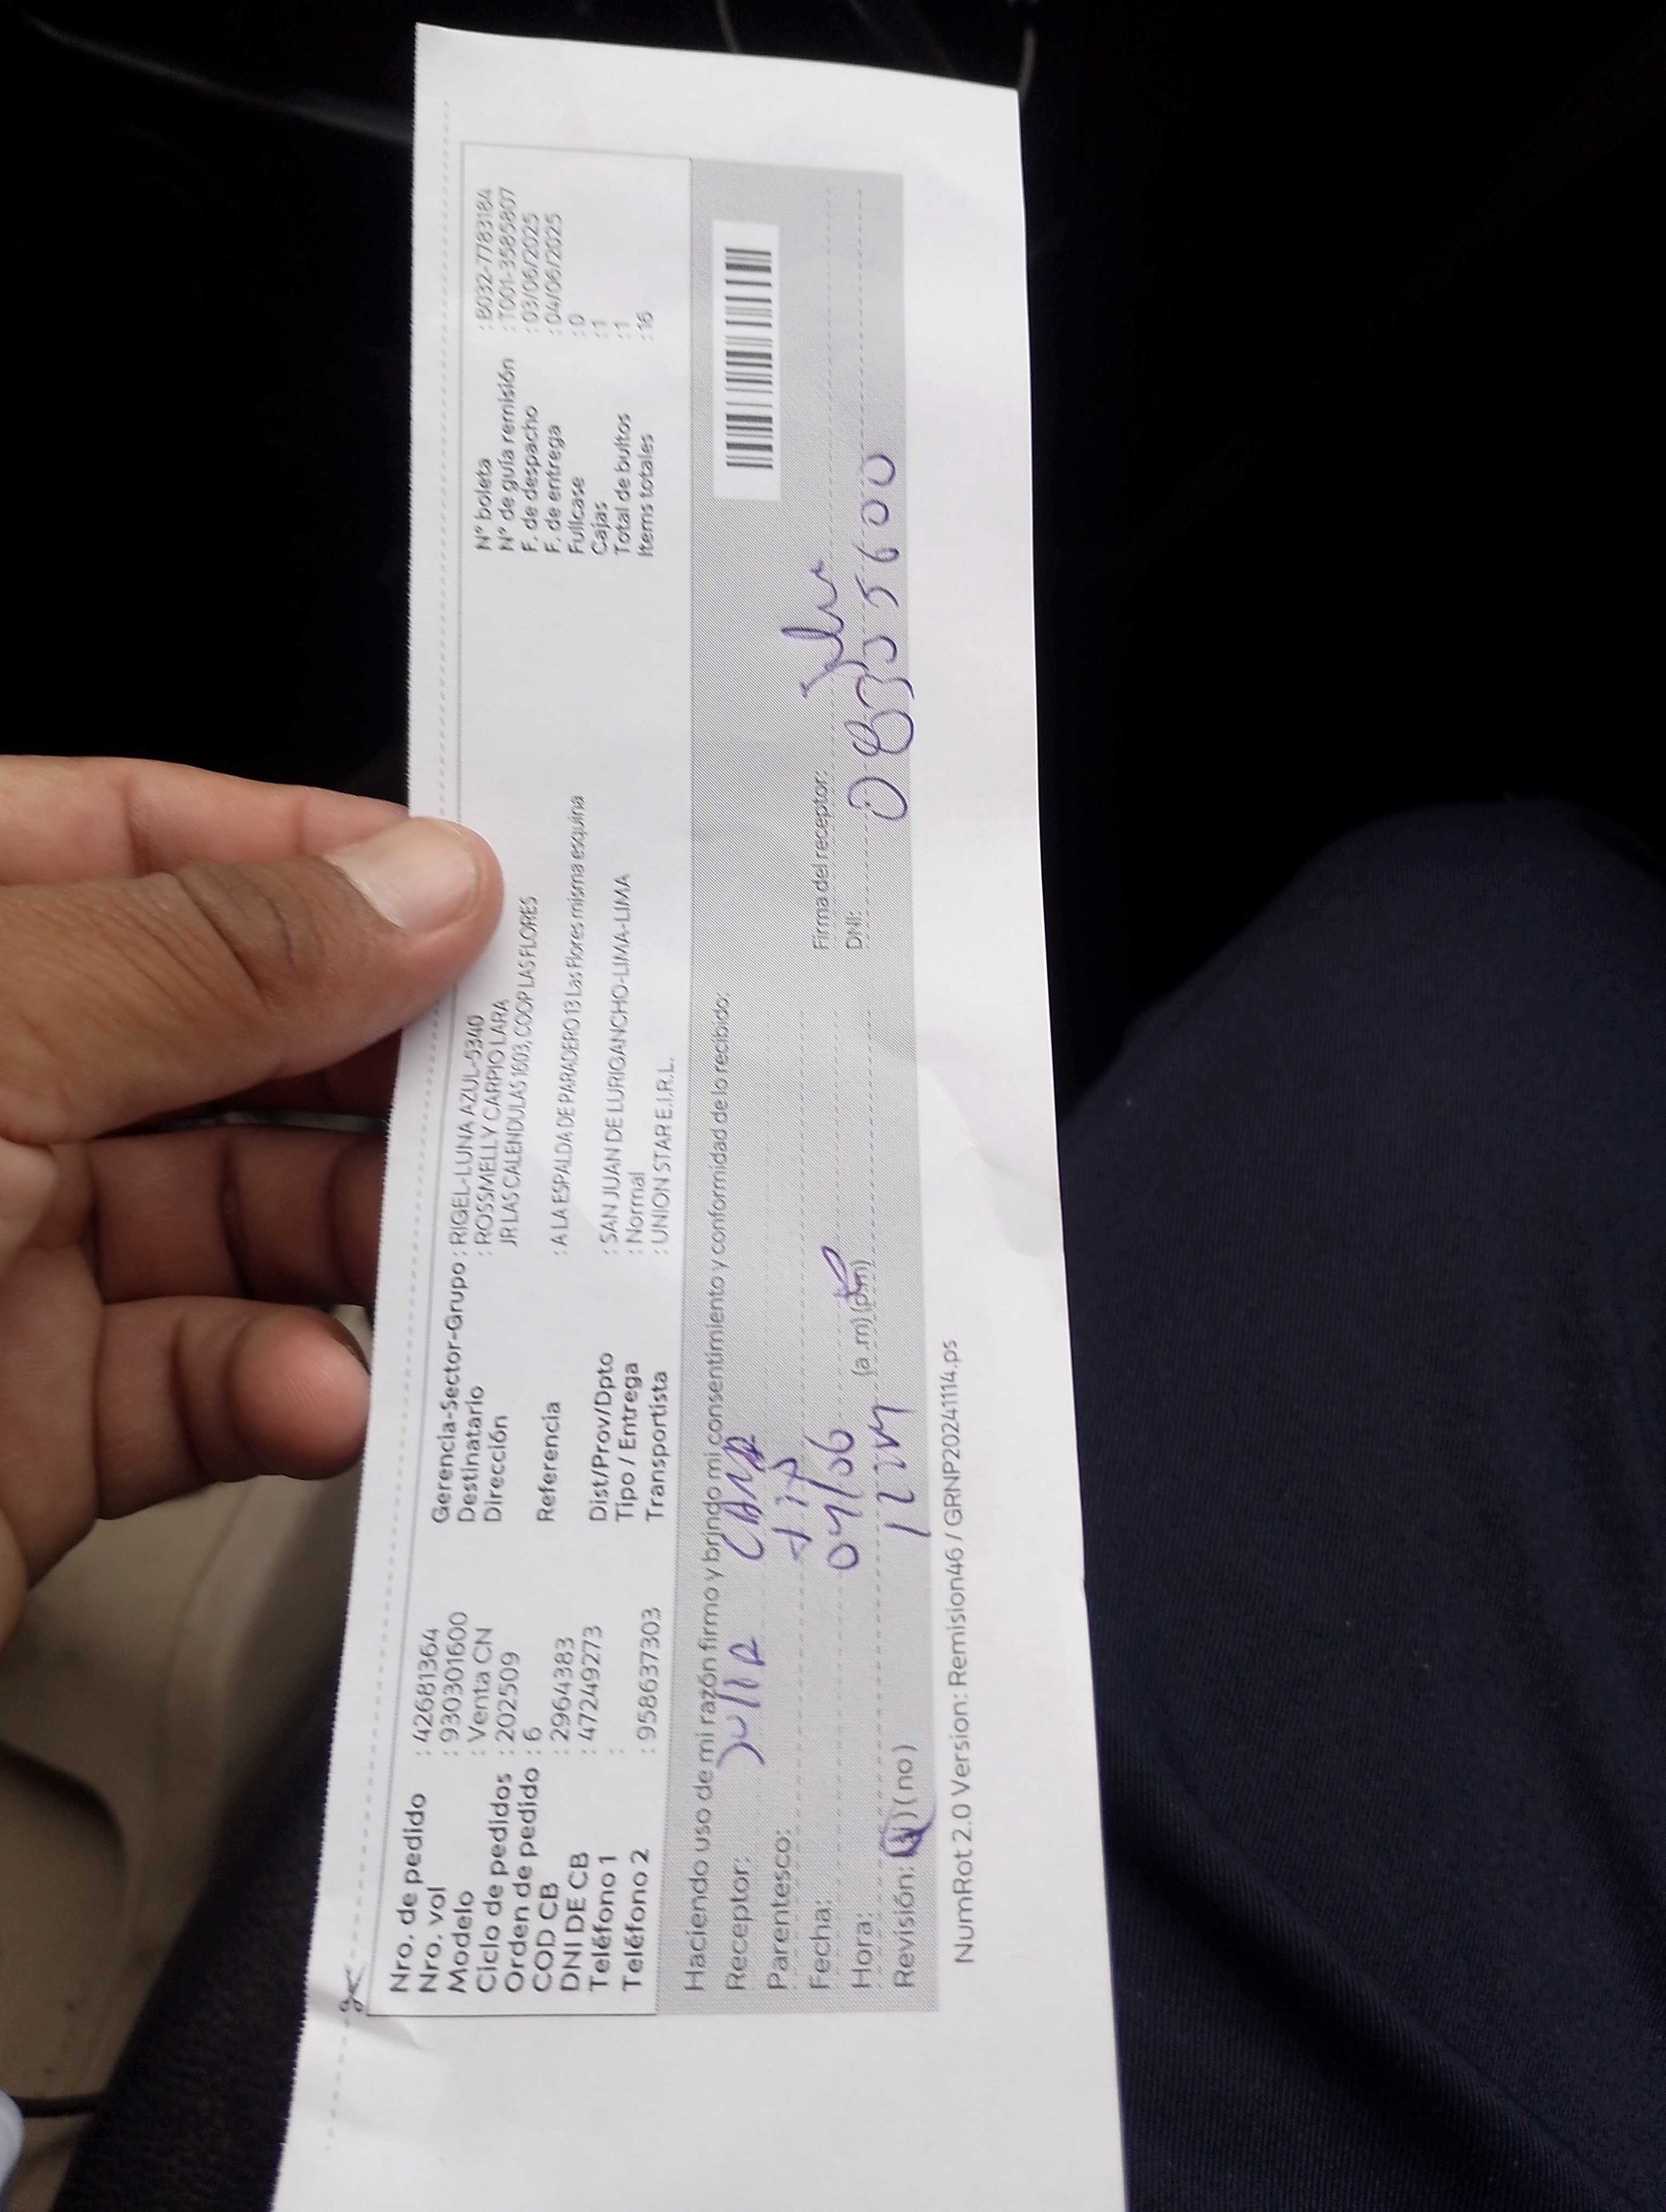 Nro. de pedido : 42681364
Nro. vol : 930301600
Modelo : Venta CN
Ciclo de pedidos : 202509
Orden de pedido : 6
COD CB : 2964383
DNI DE CB : 47249273
Teléfono 1 :
Teléfono 2 : 958637303
Gerencia-Sector-Grupo : RIGEL-LUNA AZUL-5340
Destinatario : ROSSMELLY CARPIO LARA
Dirección JR LAS CALENDULAS 1603, COOP LAS FLORES
Referencia : A LA ESPALDA DE PARADERO 13 Las Flores misma esquina
Dist/Prov/Dpto : SAN JUAN DE LURIGANCHO-LIMA-LIMA
Tipo / Entrega : Normal
Transportista : UNION STAR E.I.R.L.
N° boleta : B032-7783184
N° de guía remisión : T001-3585807
F. de despacho : 03/06/2025
F. de entrega : 04/06/2025
Fullcase : 0
Cajas : 1
Total de bultos : 1
Items totales : 16
Haciendo uso de mi razón firmo y brindo mi consentimiento y conformidad de lo recibido:
Receptor: Julia
Parentesco:
Fecha: 04/06
Hora: (a.m) (p.m)
Revisión: (si) (no)
Firma del receptor:
DNI:
NumRot 2.0 Version: Remision46 / GRNP20241114.ps